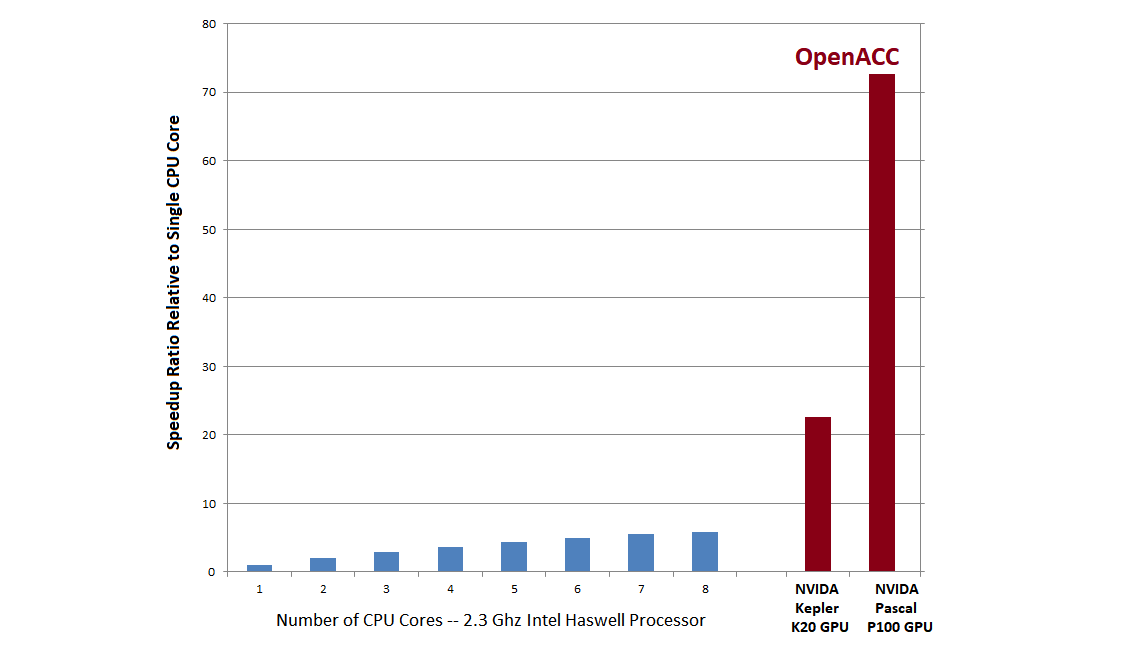 OpenACC
Speedup Ratio Relative to Single CPU Core
80
70
60
50
40
30
20
10
0
1 2 3 4 5 6 7 8
NVIDA
Kepler
K20 GPU
NVIDA
Pascal
P100 GPU
Number of CPU Cores -- 2.3 Ghz Intel Haswell Processor